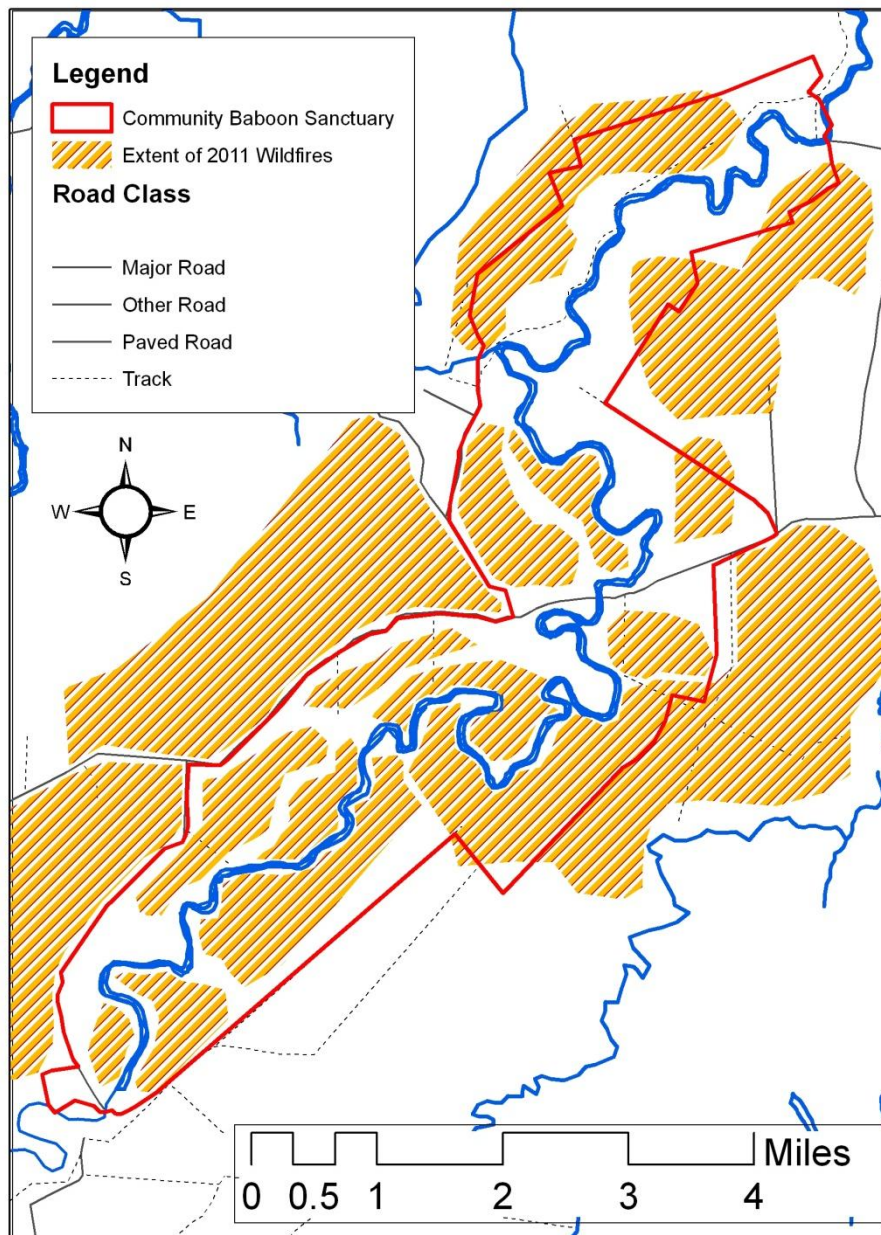 Legend
Community Baboon Sanctuary
Extent of 2011 Wildfires
Road Class
Major Road
Other Road
Paved Road
Track
N
W E
S
Miles
0 0.5 1 2 3 4